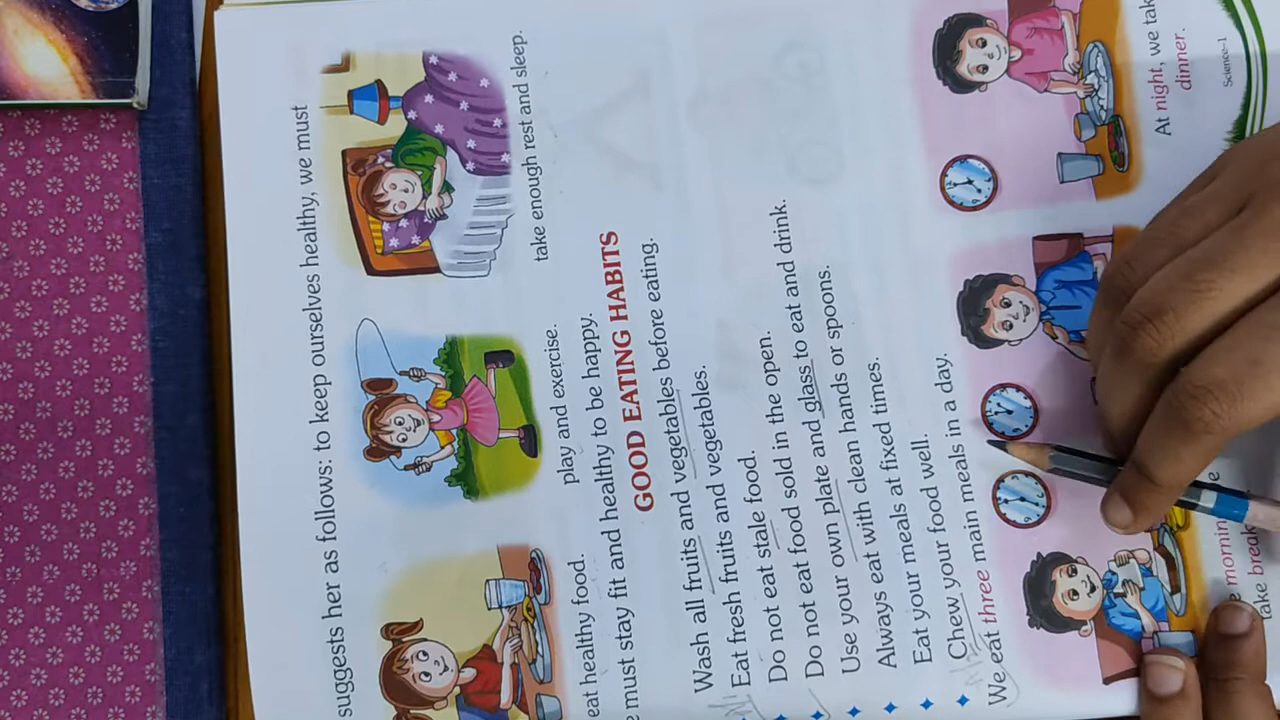 suggests her as follows: to keep ourselves healthy, we must
eat healthy food.
play and exercise.
take enough rest and sleep.
must stay fit and healthy to be happy.
GOOD EATING HABITS
Wash all fruits and vegetables before eating.
Eat fresh fruits and vegetables.
Do not eat stale food.
Do not eat food sold in the open.
Use your own plate and glass to eat and drink.
Always eat with clean hands or spoons.
Eat your meals at fixed times.
Chew your food well.
We eat three main meals in a day.
take
At night, we
dinner.
Science-1